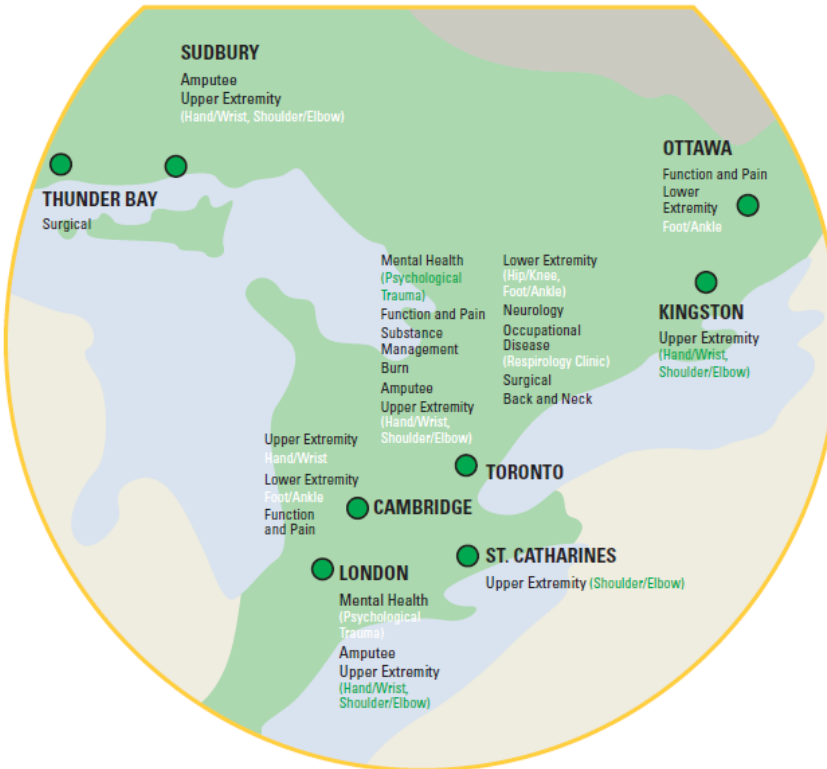 SUDBURY
Amputee
Upper Extremity
(Hand/Wrist, Shoulder/Elbow)
THUNDER BAY
Surgical
OTTAWA
Function and Pain
Lower
Extremity
Foot/Ankle
Mental Health
(Psychological
Trauma)
Function and Pain
Substance
Management
Burn
Amputee
Upper Extremity
(Hand/Wrist,
Shoulder/Elbow)
Lower Extremity
(Hip/Knee,
Foot/Ankle)
Neurology
Occupational
Disease
(Respirology Clinic)
Surgical
Back and Neck
KINGSTON
Upper Extremity
(Hand/Wrist,
Shoulder/Elbow)
TORONTO
Upper Extremity
Hand/Wrist
Lower Extremity
Foot/Ankle
Function
and Pain
CAMBRIDGE
ST. CATHARINES
Upper Extremity (Shoulder/Elbow)
LONDON
Mental Health
(Psychological
Trauma)
Amputee
Upper Extremity
(Hand/Wrist,
Shoulder/Elbow)